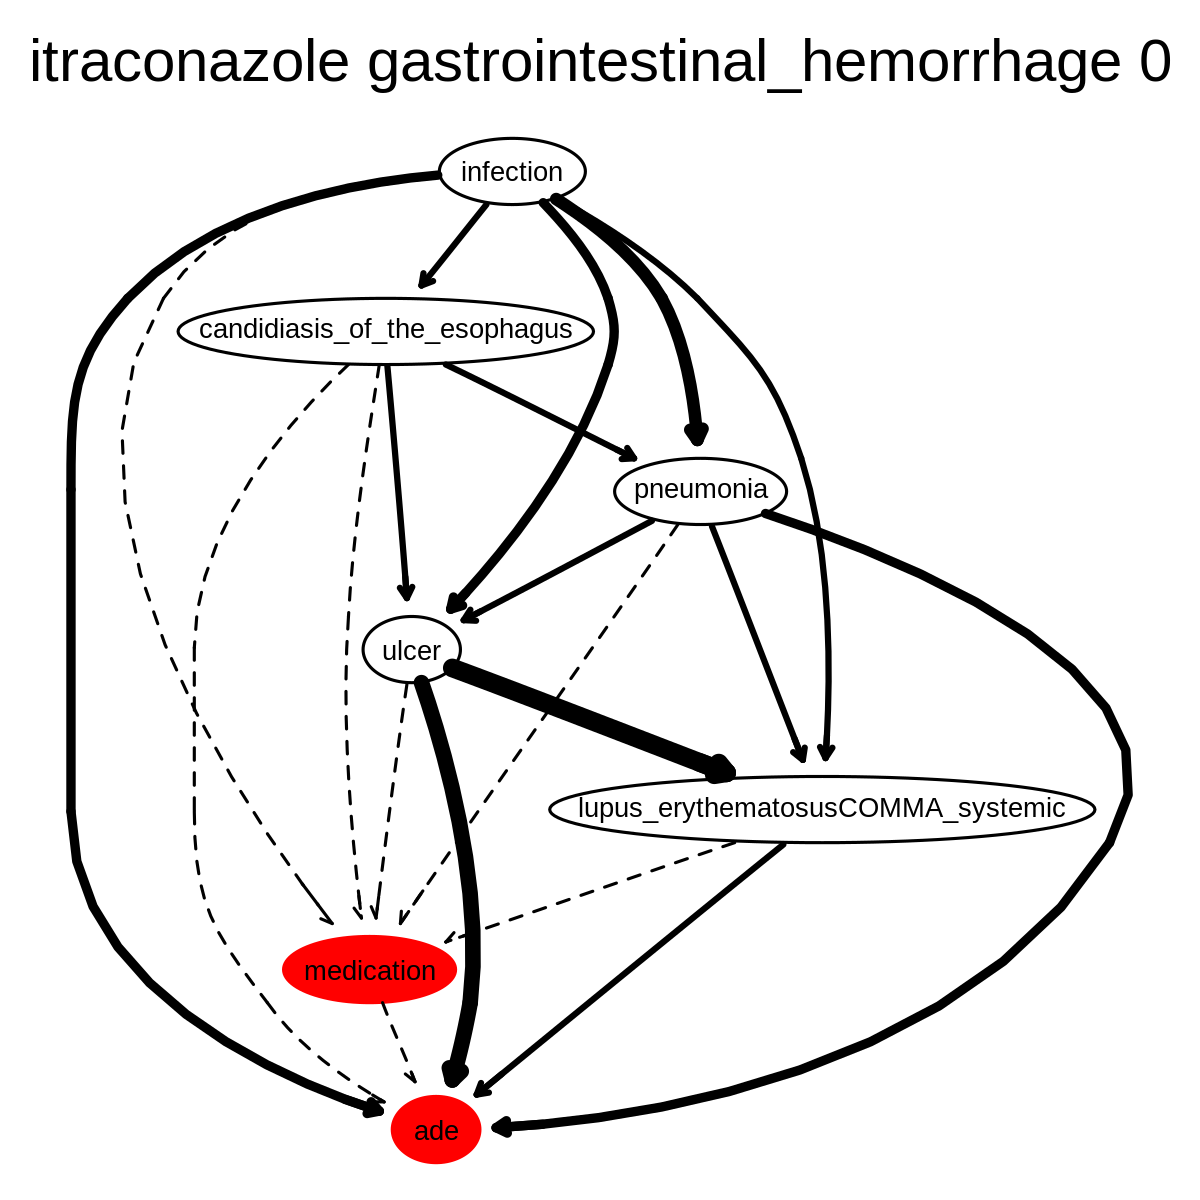 itraconazole gastrointestinal_hemorrhage 0
infection
candidiasis_of_the_esophagus
pneumonia
ulcer
lupus_erythematosusCOMMA_systemic
medication
ade